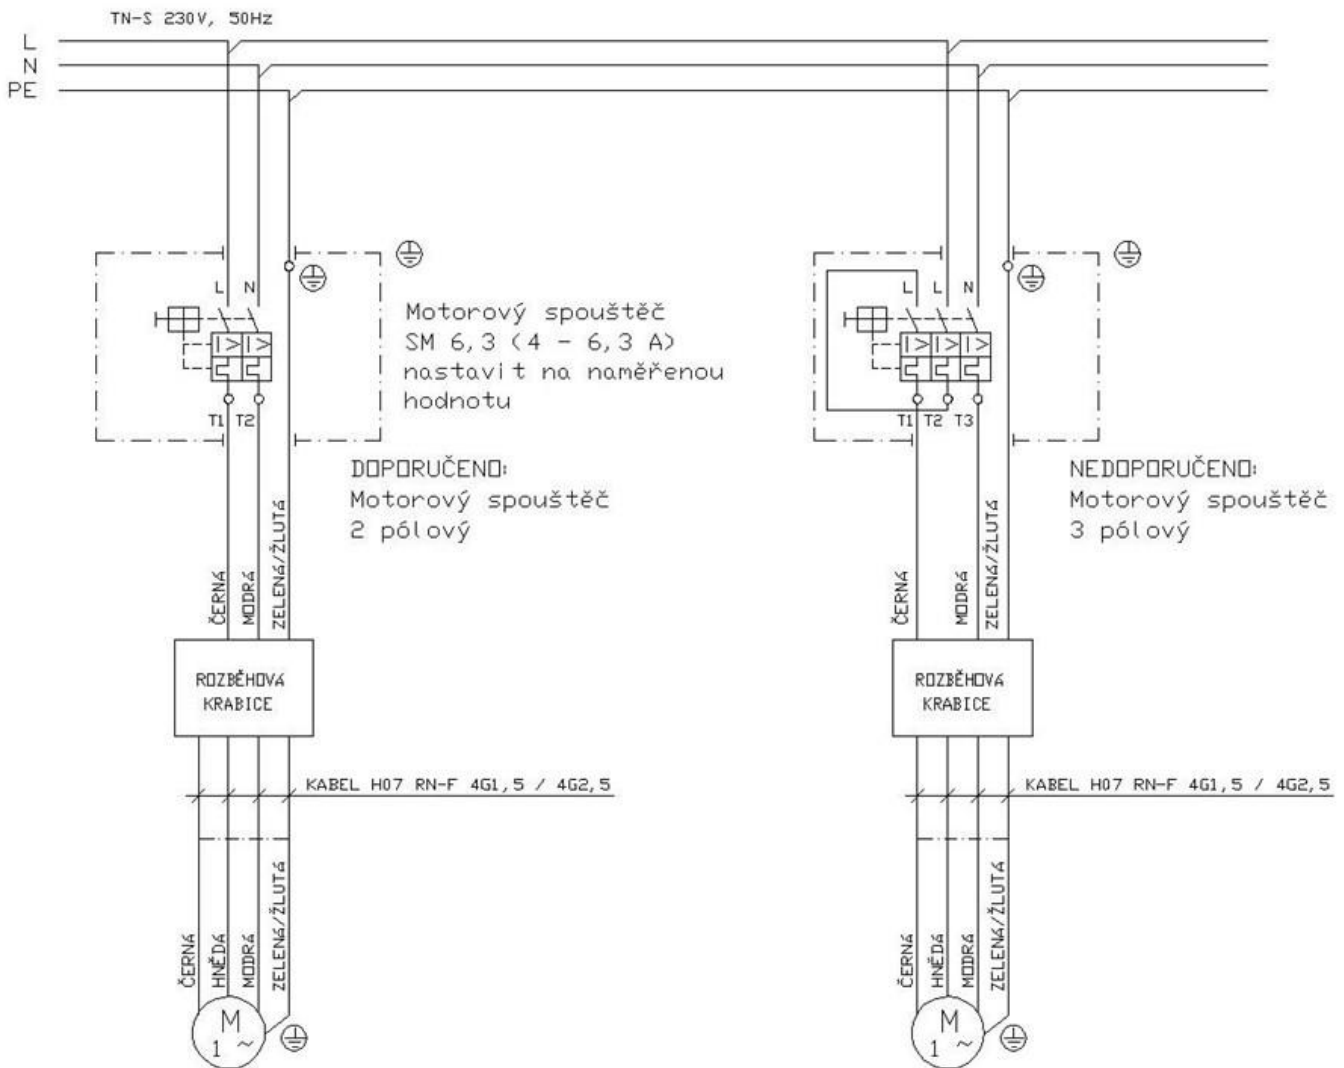 TN-S 230V, 50Hz
L
N
PE
L N
Motorový spouštěč
SM 6,3 (4 - 6,3 A)
nastavit na naměřenou
hodnotu
T1 T2
DOPORUČENO:
Motorový spouštěč
2 pólový
ČERNÁ
MODRÁ
ZELENÁ/ŽLUTÁ
ROZBĚHOVÁ
KRABICE
KABEL H07 RN-F 4G1,5 / 4G2,5
ČERNÁ
HNĚDÁ
MODRÁ
ZELENÁ/ŽLUTÁ
M
1 ~
L L N
T1 T2 T3
NEDOPORUČENO:
Motorový spouštěč
3 pólový
ČERNÁ
MODRÁ
ZELENÁ/ŽLUTÁ
ROZBĚHOVÁ
KRABICE
KABEL H07 RN-F 4G1,5 / 4G2,5
ČERNÁ
HNĚDÁ
MODRÁ
ZELENÁ/ŽLUTÁ
M
1 ~